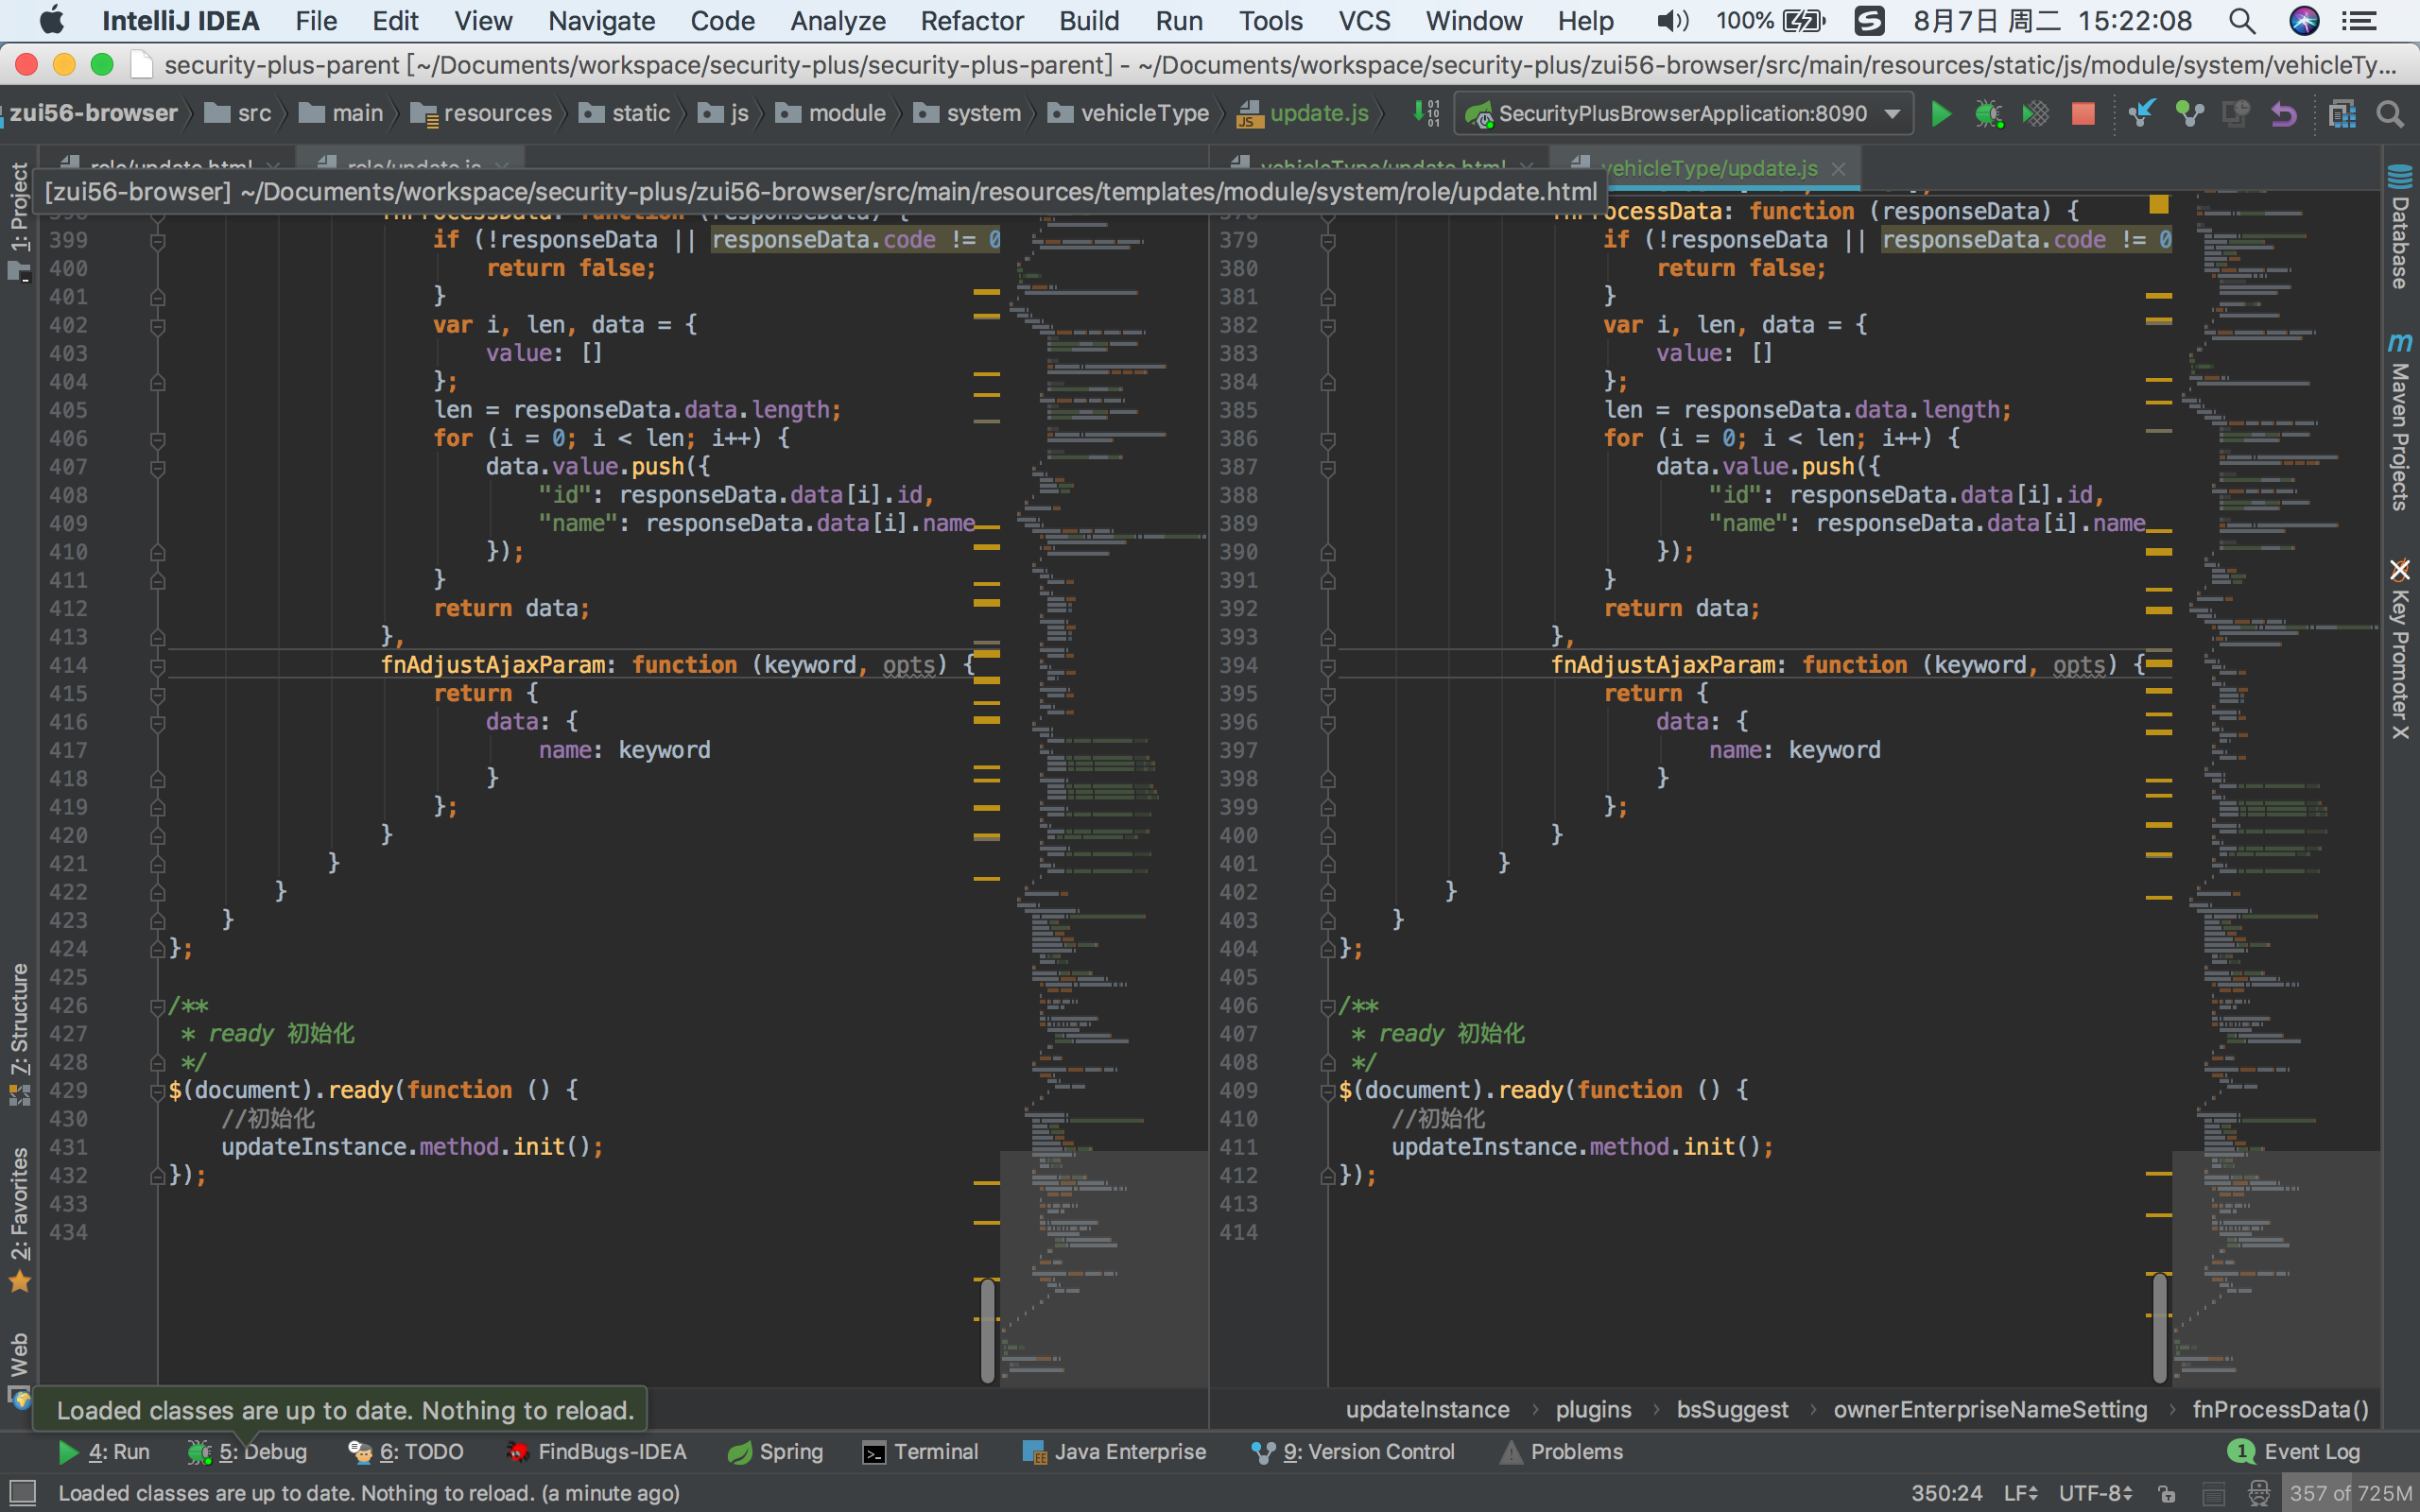 IntelliJ IDEA File Edit View Navigate Code Analyze Refactor Build Run Tools VCS Window Help 100% 8月7日 周二 15:22:08
security-plus-parent [~/Documents/workspace/security-plus/security-plus-parent] - ~/Documents/workspace/security-plus/zui56-browser/src/main/resources/static/js/module/system/vehicleTy...
zui56-browser src main resources static js module system vehicleType update.js SecurityPlusBrowserApplication:8090
role/update.html role/update.js vehicleType/update.html vehicleType/update.js
[zui56-browser] ~/Documents/workspace/security-plus/zui56-browser/src/main/resources/templates/module/system/role/update.html
1: Project
7: Structure
2: Favorites
Web
398 fnProcessData: function (responseData) {
399 if (!responseData || responseData.code != 0
400 return false;
401 }
402 var i, len, data = {
403 value: []
404 };
405 len = responseData.data.length;
406 for (i = 0; i < len; i++) {
407 data.value.push({
408 "id": responseData.data[i].id,
409 "name": responseData.data[i].name
410 });
411 }
412 return data;
413 },
414 fnAdjustAjaxParam: function (keyword, opts) {
415 return {
416 data: {
417 name: keyword
418 }
419 };
420 }
421 }
422 }
423 }
424 };
425
426 /**
427 * ready 初始化
428 */
429 $(document).ready(function () {
430 //初始化
431 updateInstance.method.init();
432 });
433
434
378 fnProcessData: function (responseData) {
379 if (!responseData || responseData.code != 0
380 return false;
381 }
382 var i, len, data = {
383 value: []
384 };
385 len = responseData.data.length;
386 for (i = 0; i < len; i++) {
387 data.value.push({
388 "id": responseData.data[i].id,
389 "name": responseData.data[i].name
390 });
391 }
392 return data;
393 },
394 fnAdjustAjaxParam: function (keyword, opts) {
395 return {
396 data: {
397 name: keyword
398 }
399 };
400 }
401 }
402 }
403 }
404 };
405
406 /**
407 * ready 初始化
408 */
409 $(document).ready(function () {
410 //初始化
411 updateInstance.method.init();
412 });
413
414
Database
Maven Projects
Key Promoter X
Loaded classes are up to date. Nothing to reload.
updateInstance › plugins › bsSuggest › ownerEnterpriseNameSetting › fnProcessData()
4: Run 5: Debug 6: TODO FindBugs-IDEA Spring Terminal Java Enterprise 9: Version Control Problems 1 Event Log
Loaded classes are up to date. Nothing to reload. (a minute ago) 350:24 LF UTF-8 357 of 725M